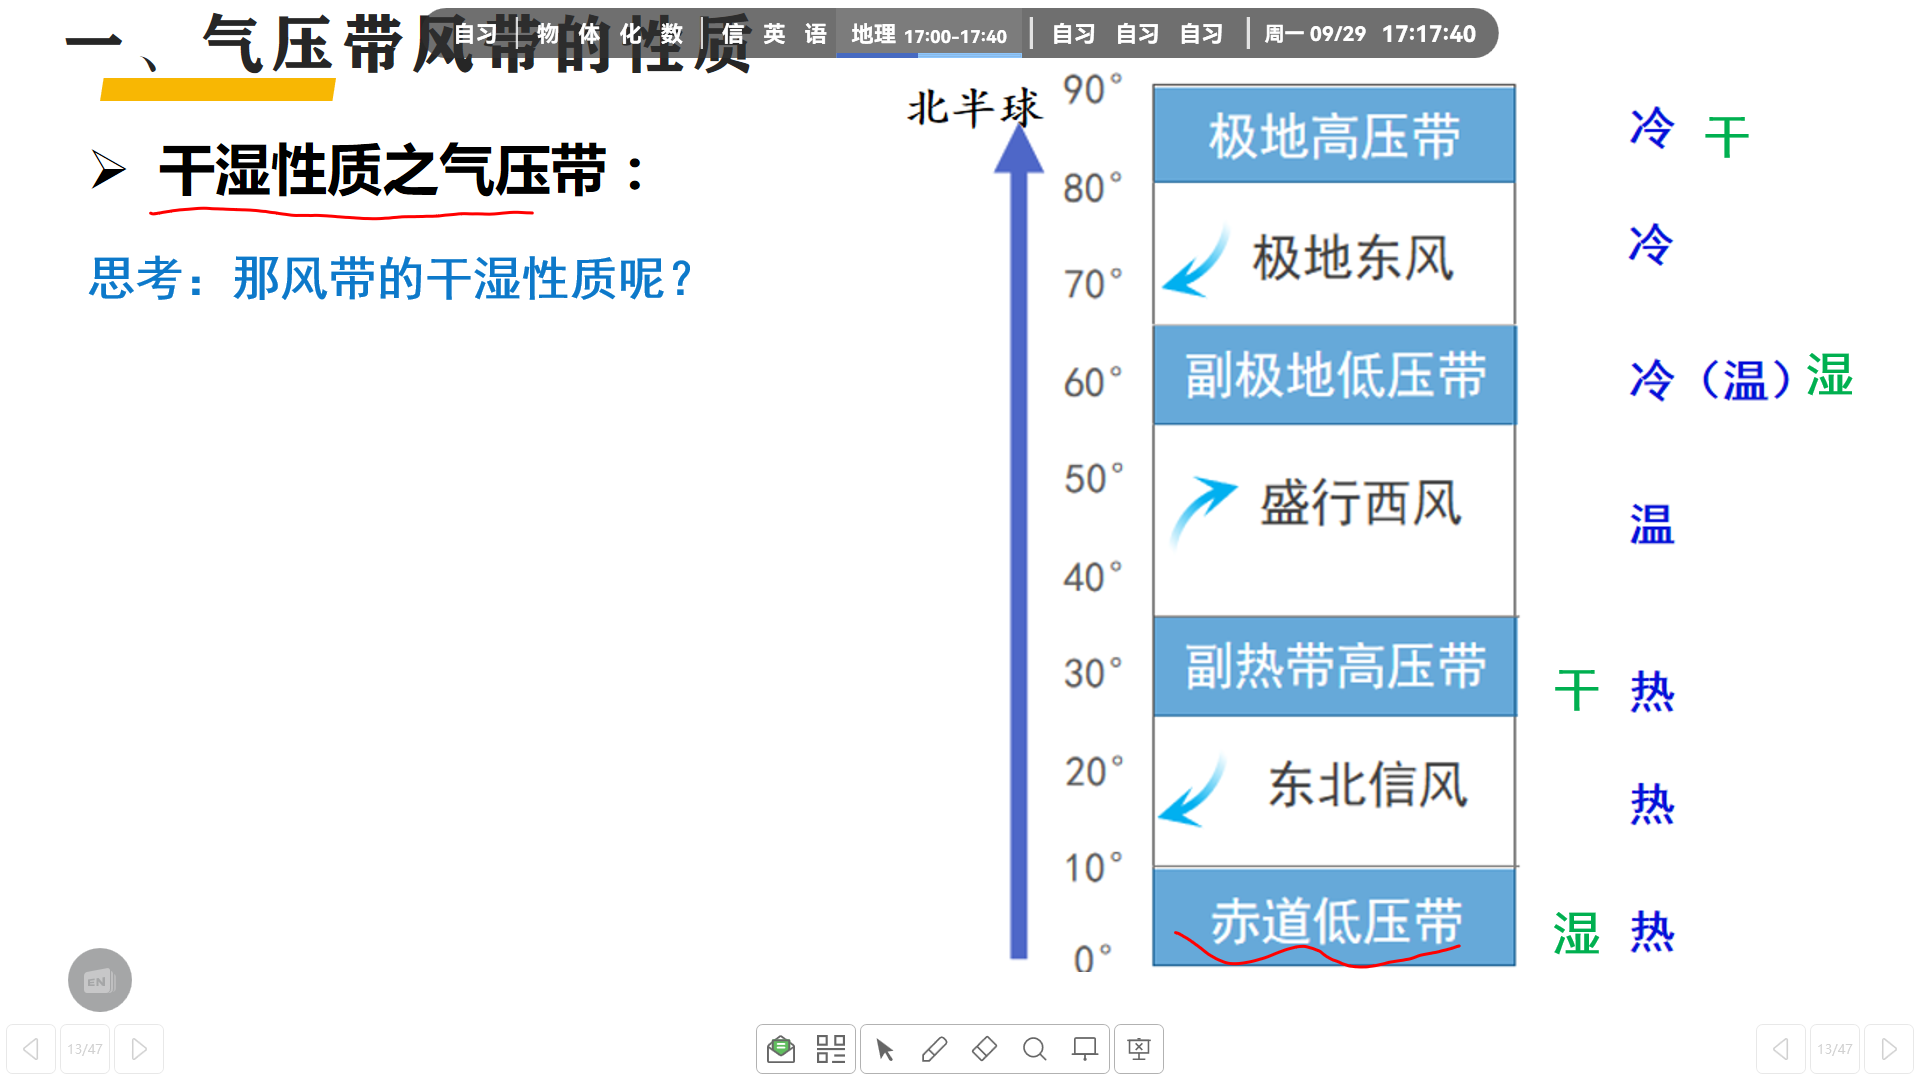 一、气压带风带的性质
自习 物 体 化 数 信 英 语 地理 17:00-17:40 自习 自习 自习 周一 09/29 17:17:40
干湿性质之气压带：
思考：那风带的干湿性质呢？
北半球
90°
极地高压带 冷 干
80°
极地东风 冷
70°
副极地低压带 冷（温）湿
60°
50°
盛行西风 温
40°
副热带高压带 干 热
30°
20°
东北信风 热
10°
赤道低压带 湿 热
0°
EN
13/47
13/47